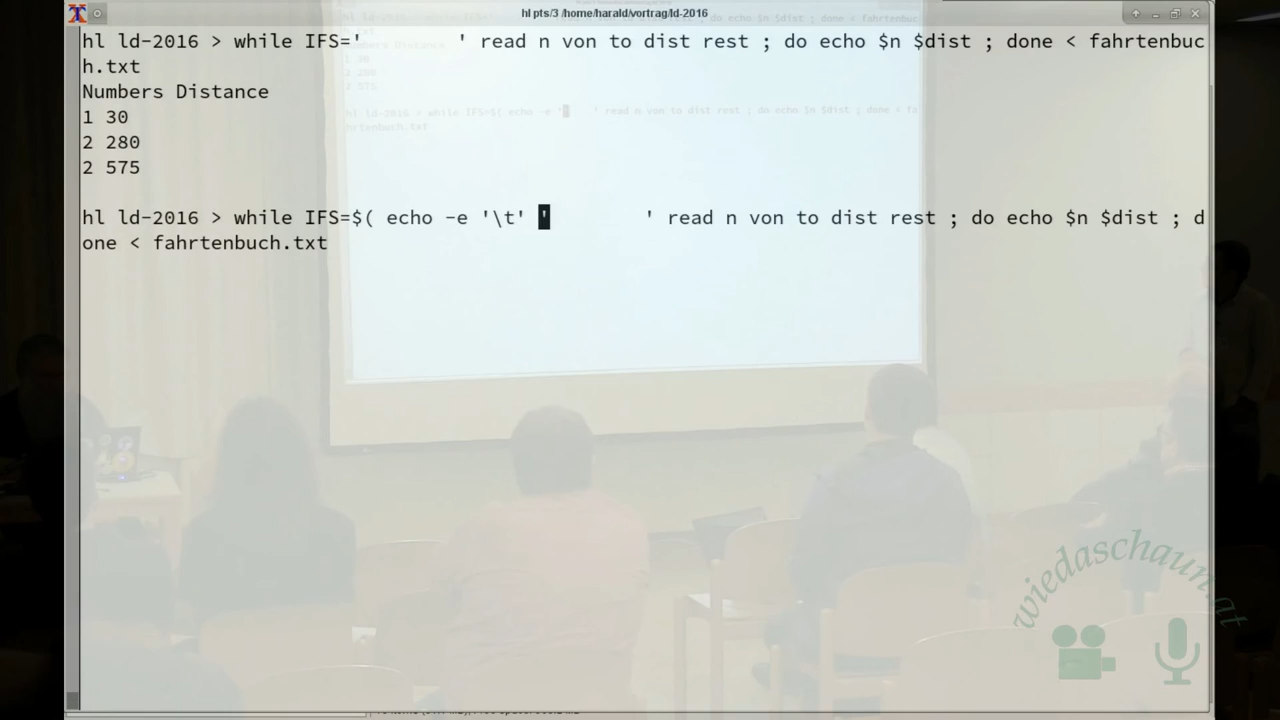 hl pts/3 /home/harald/vortrag/ld-2016
hl ld-2016 > while IFS='        ' read n von to dist rest ; do echo $n $dist ; done < fahrtenbuc
h.txt
Numbers Distance
1 30
2 280
2 575
hl ld-2016 > while IFS=$( echo -e '\t' '        ' read n von to dist rest ; do echo $n $dist ; d
one < fahrtenbuch.txt
wiedaschaun.at